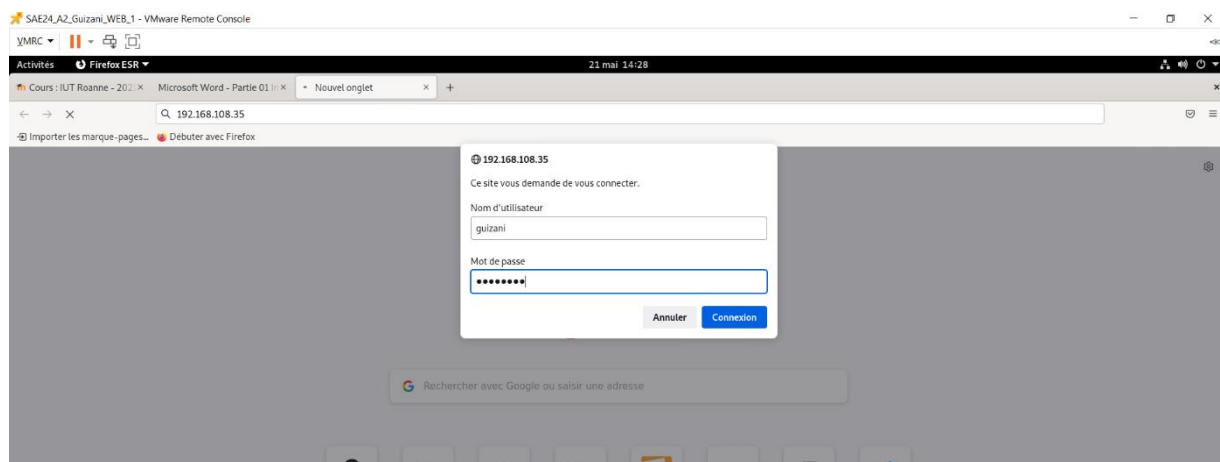 SAE24_A2_Guizani_WEB_1 - VMware Remote Console
VMRC
Activités Firefox ESR 21 mai 14:28
Cours : IUT Roanne - 202 Microsoft Word - Partie 01 Nouvel onglet
192.168.108.35
Importer les marque-pages… Débuter avec Firefox
192.168.108.35
Ce site vous demande de vous connecter.
Nom d'utilisateur
guizani
Mot de passe
Annuler Connexion
Rechercher avec Google ou saisir une adresse